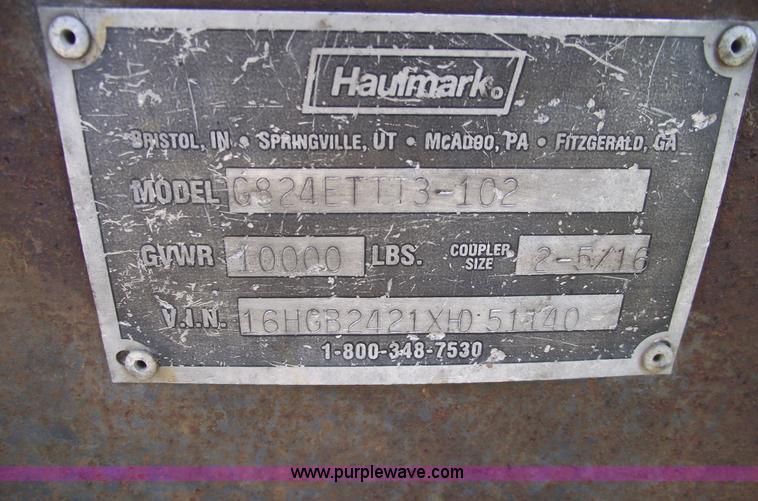 Haulmark®
BRISTOL, IN • SPRINGVILLE, UT • MCADOO, PA • FITZGERALD, GA
MODEL G824ETTTT3-102
GVWR 10000 LBS. COUPLER SIZE 2-5/16
V.I.N. 16HGB2421XH051140
1-800-348-7530
www.purplewave.com